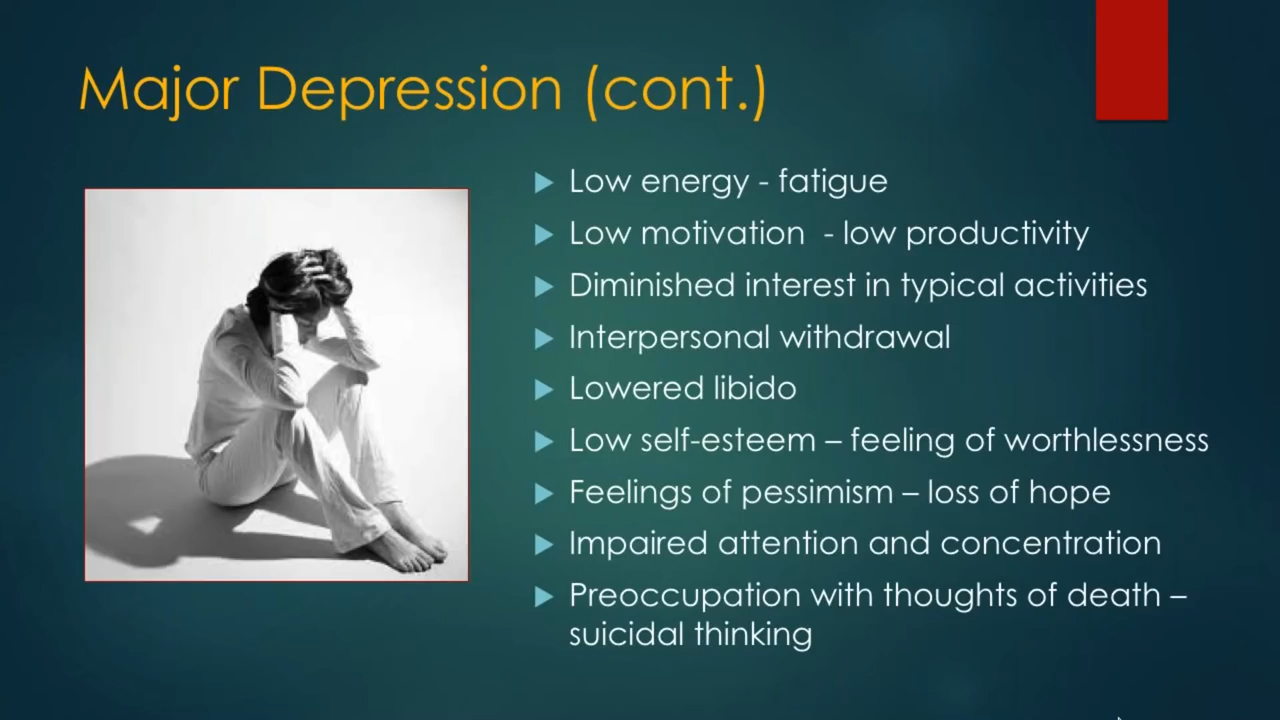 Major Depression (cont.)
Low energy - fatigue
Low motivation  - low productivity
Diminished interest in typical activities
Interpersonal withdrawal
Lowered libido
Low self-esteem – feeling of worthlessness
Feelings of pessimism – loss of hope
Impaired attention and concentration
Preoccupation with thoughts of death –
suicidal thinking